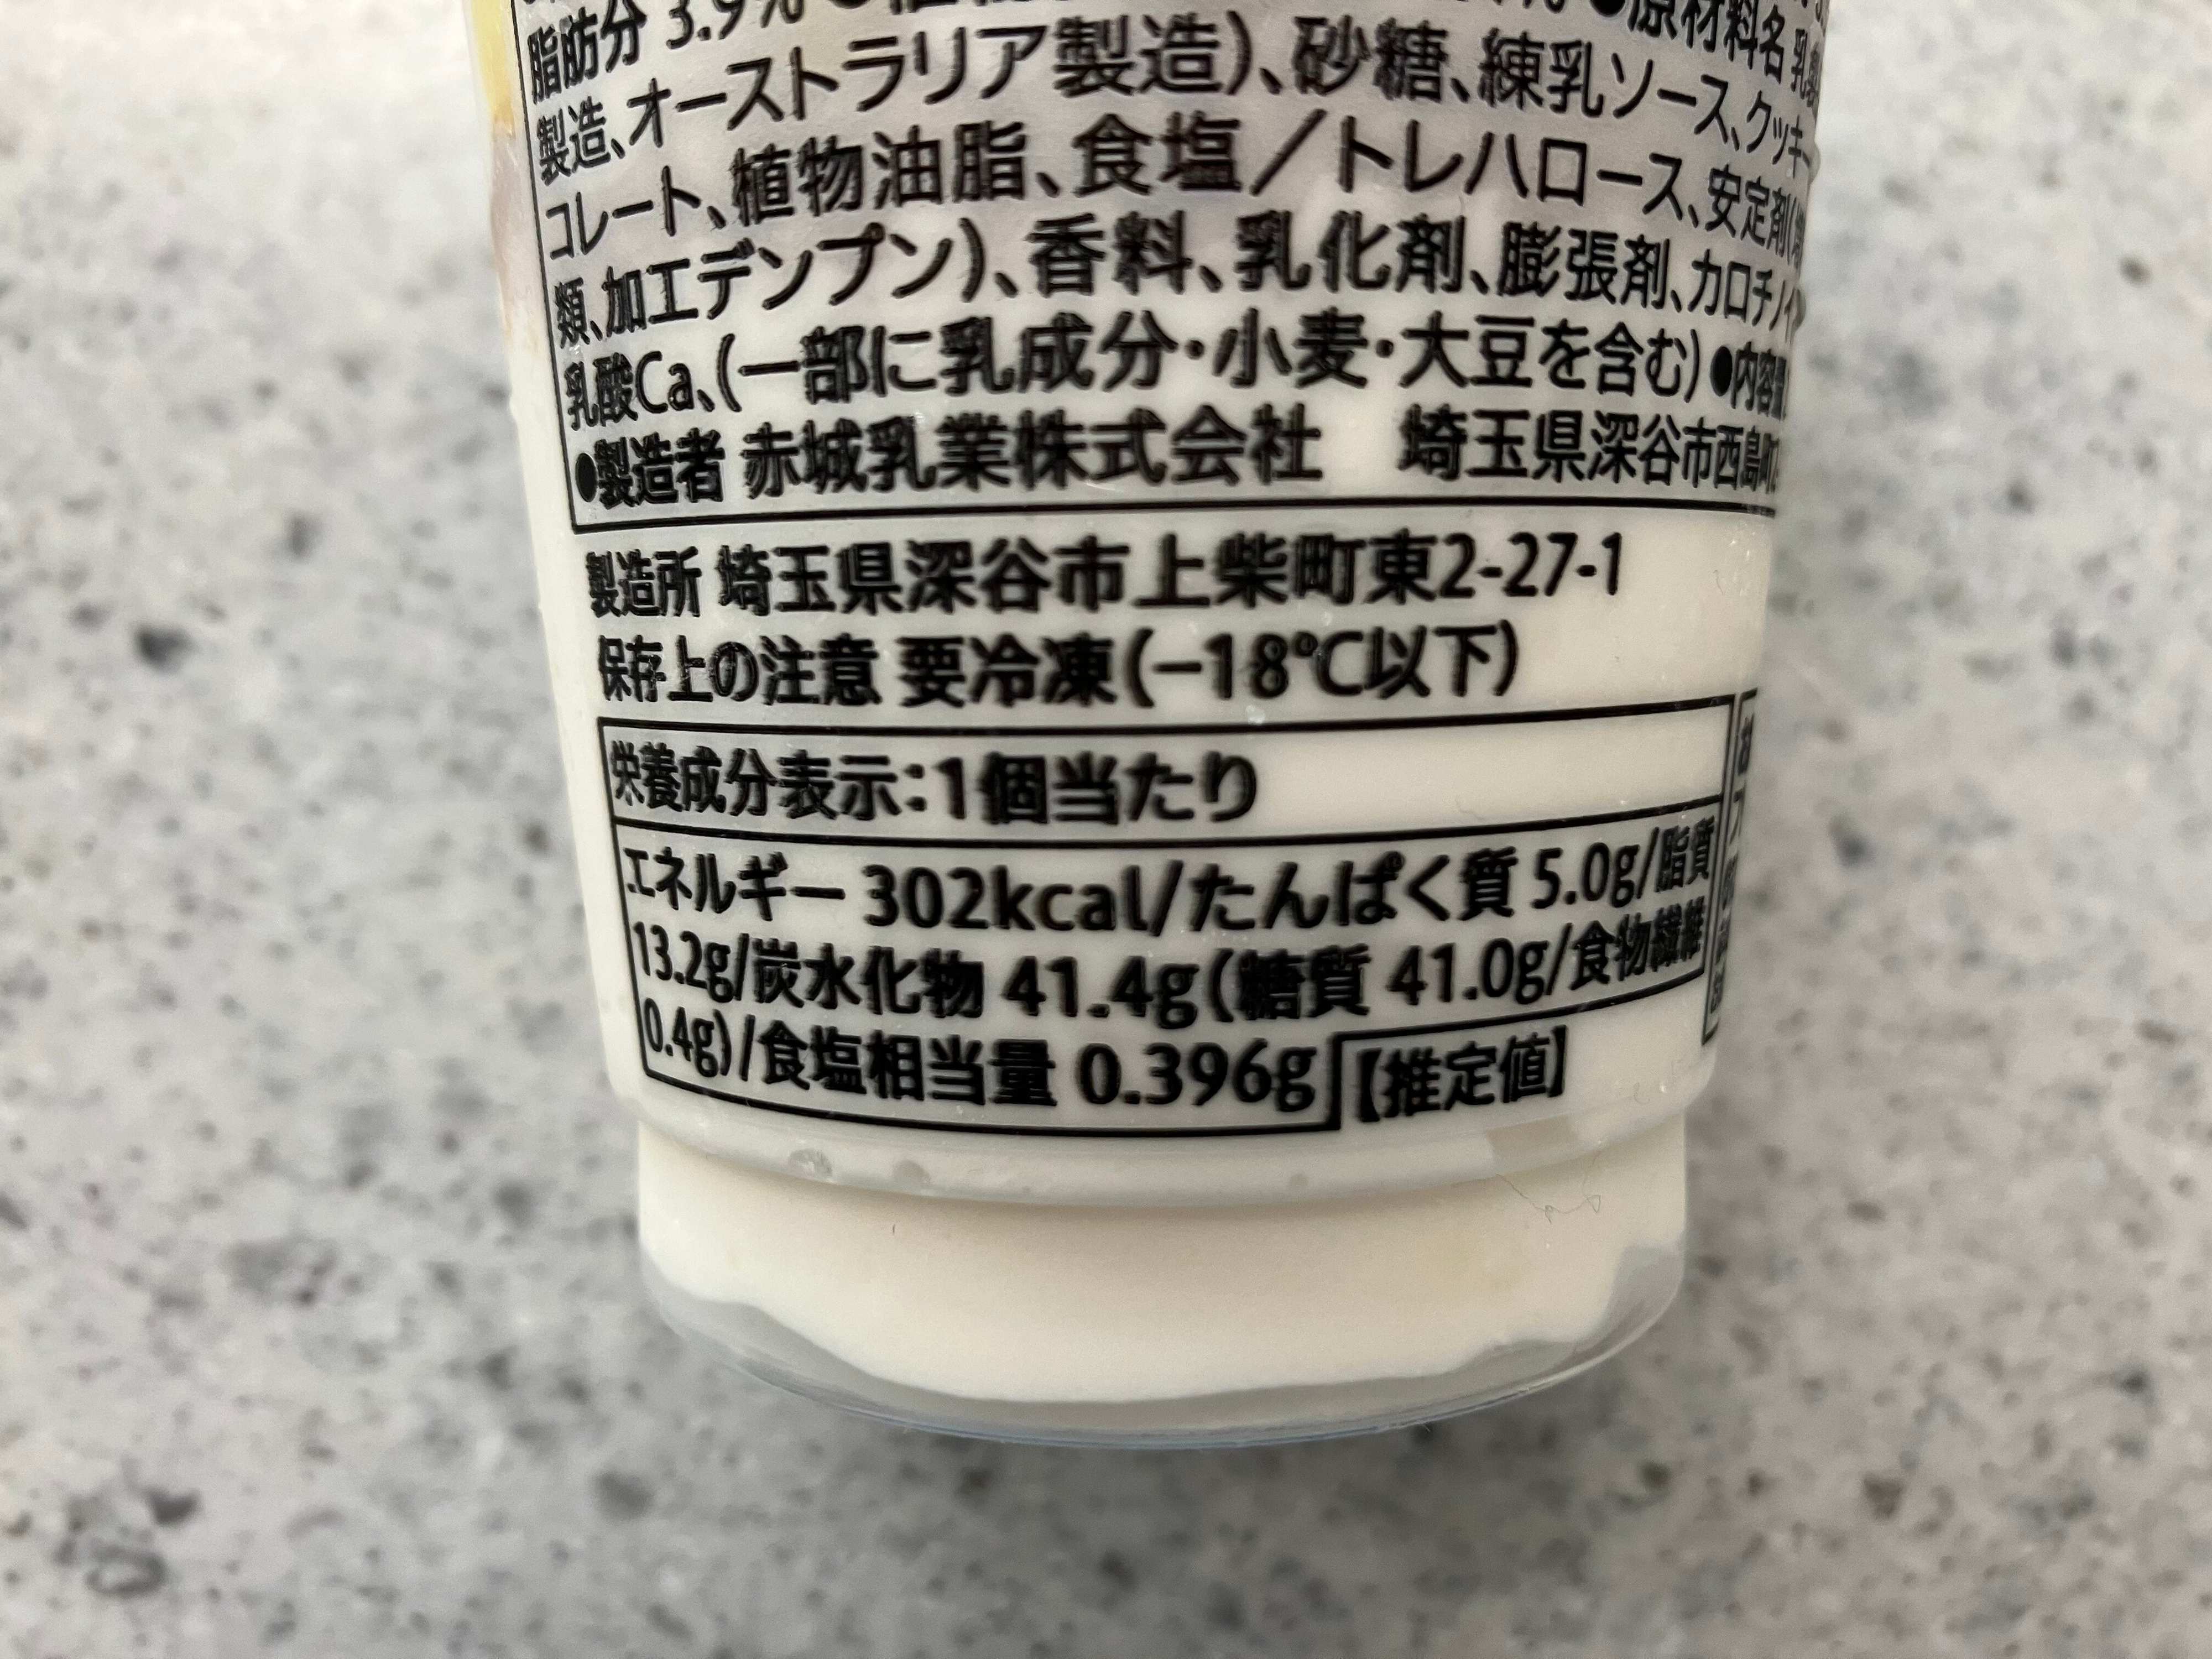 脂肪分 3.9% ●原材料名 乳製
製造、オーストラリア製造)、砂糖、練乳ソース、クッキー
コレート、植物油脂、食塩／トレハロース、安定剤(
類、加工デンプン)、香料、乳化剤、膨張剤、カロチノイ
乳酸Ca、(一部に乳成分・小麦・大豆を含む) ●内容量
●製造者 赤城乳業株式会社 埼玉県深谷市西島町
製造所 埼玉県深谷市上柴町東2-27-1
保存上の注意 要冷凍(−18℃以下)
栄養成分表示：1個当たり
エネルギー 302kcal/たんぱく質 5.0g/脂質
13.2g/炭水化物 41.4g(糖質 41.0g/食物繊維
0.4g)/食塩相当量 0.396g 【推定値】